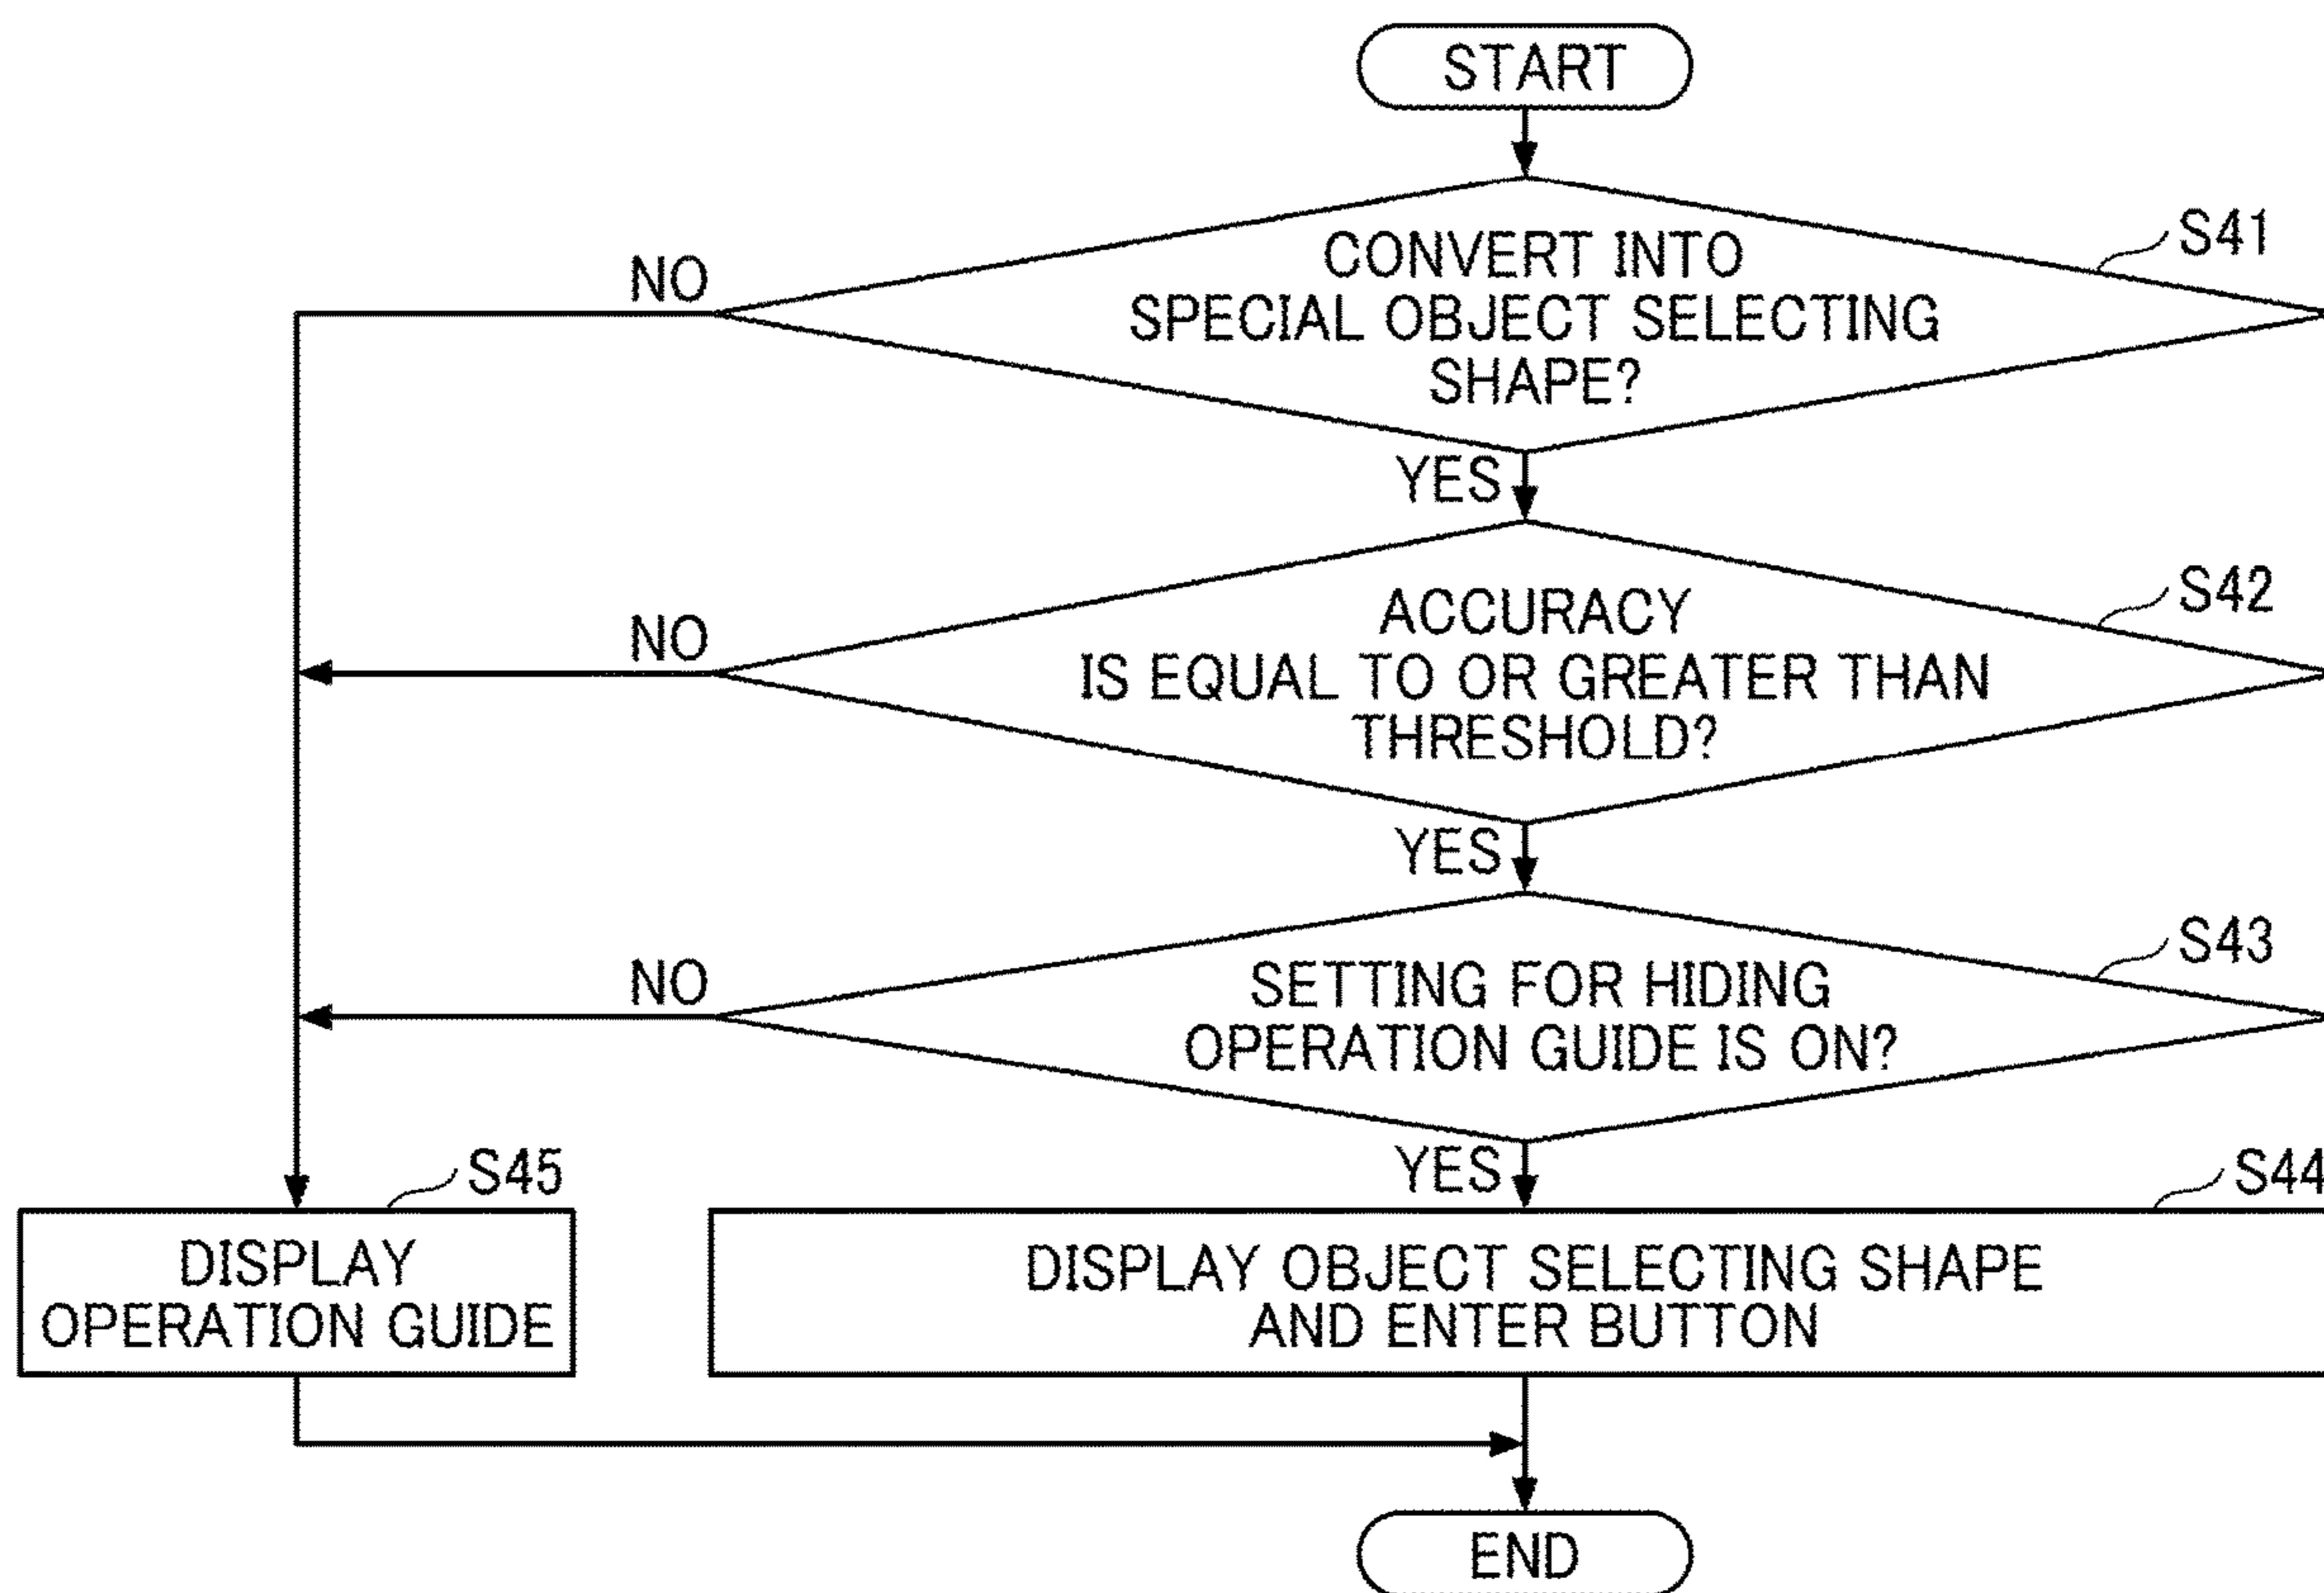 START
S41
CONVERT INTO
SPECIAL OBJECT SELECTING
SHAPE?
NO
YES
S42
ACCURACY
IS EQUAL TO OR GREATER THAN
THRESHOLD?
NO
YES
S43
SETTING FOR HIDING
OPERATION GUIDE IS ON?
NO
YES
S45
DISPLAY
OPERATION GUIDE
S44
DISPLAY OBJECT SELECTING SHAPE
AND ENTER BUTTON
END